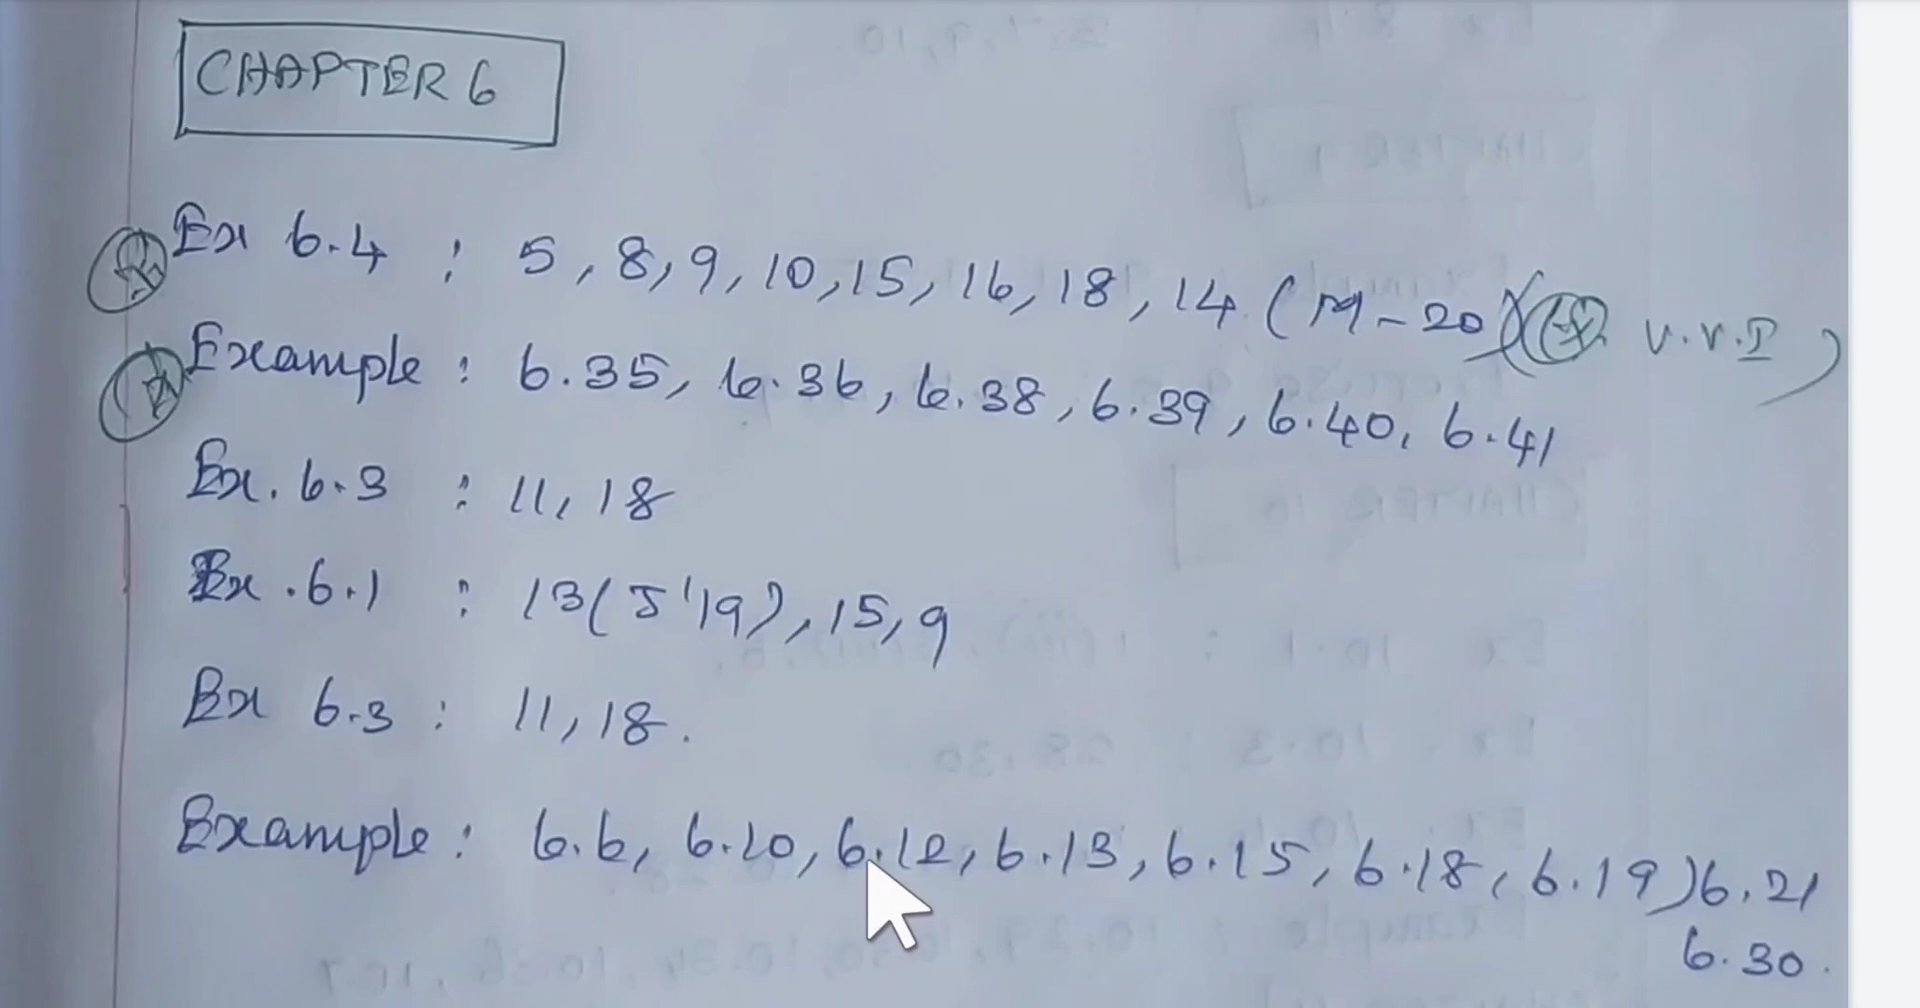 CHAPTER 6
Ex 6.4 : 5, 8, 9, 10, 15, 16, 18, 14 (M-20) V.V.I)
Example : 6.35, 6.36, 6.38, 6.39, 6.40, 6.41
Ex. 6.3 : 11, 18
Ex. 6.1 : 13(J'19), 15, 9
Ex 6.3 : 11, 18.
Example : 6.6, 6.10, 6.12, 6.13, 6.15, 6.18, 6.19, 6.21
6.30.